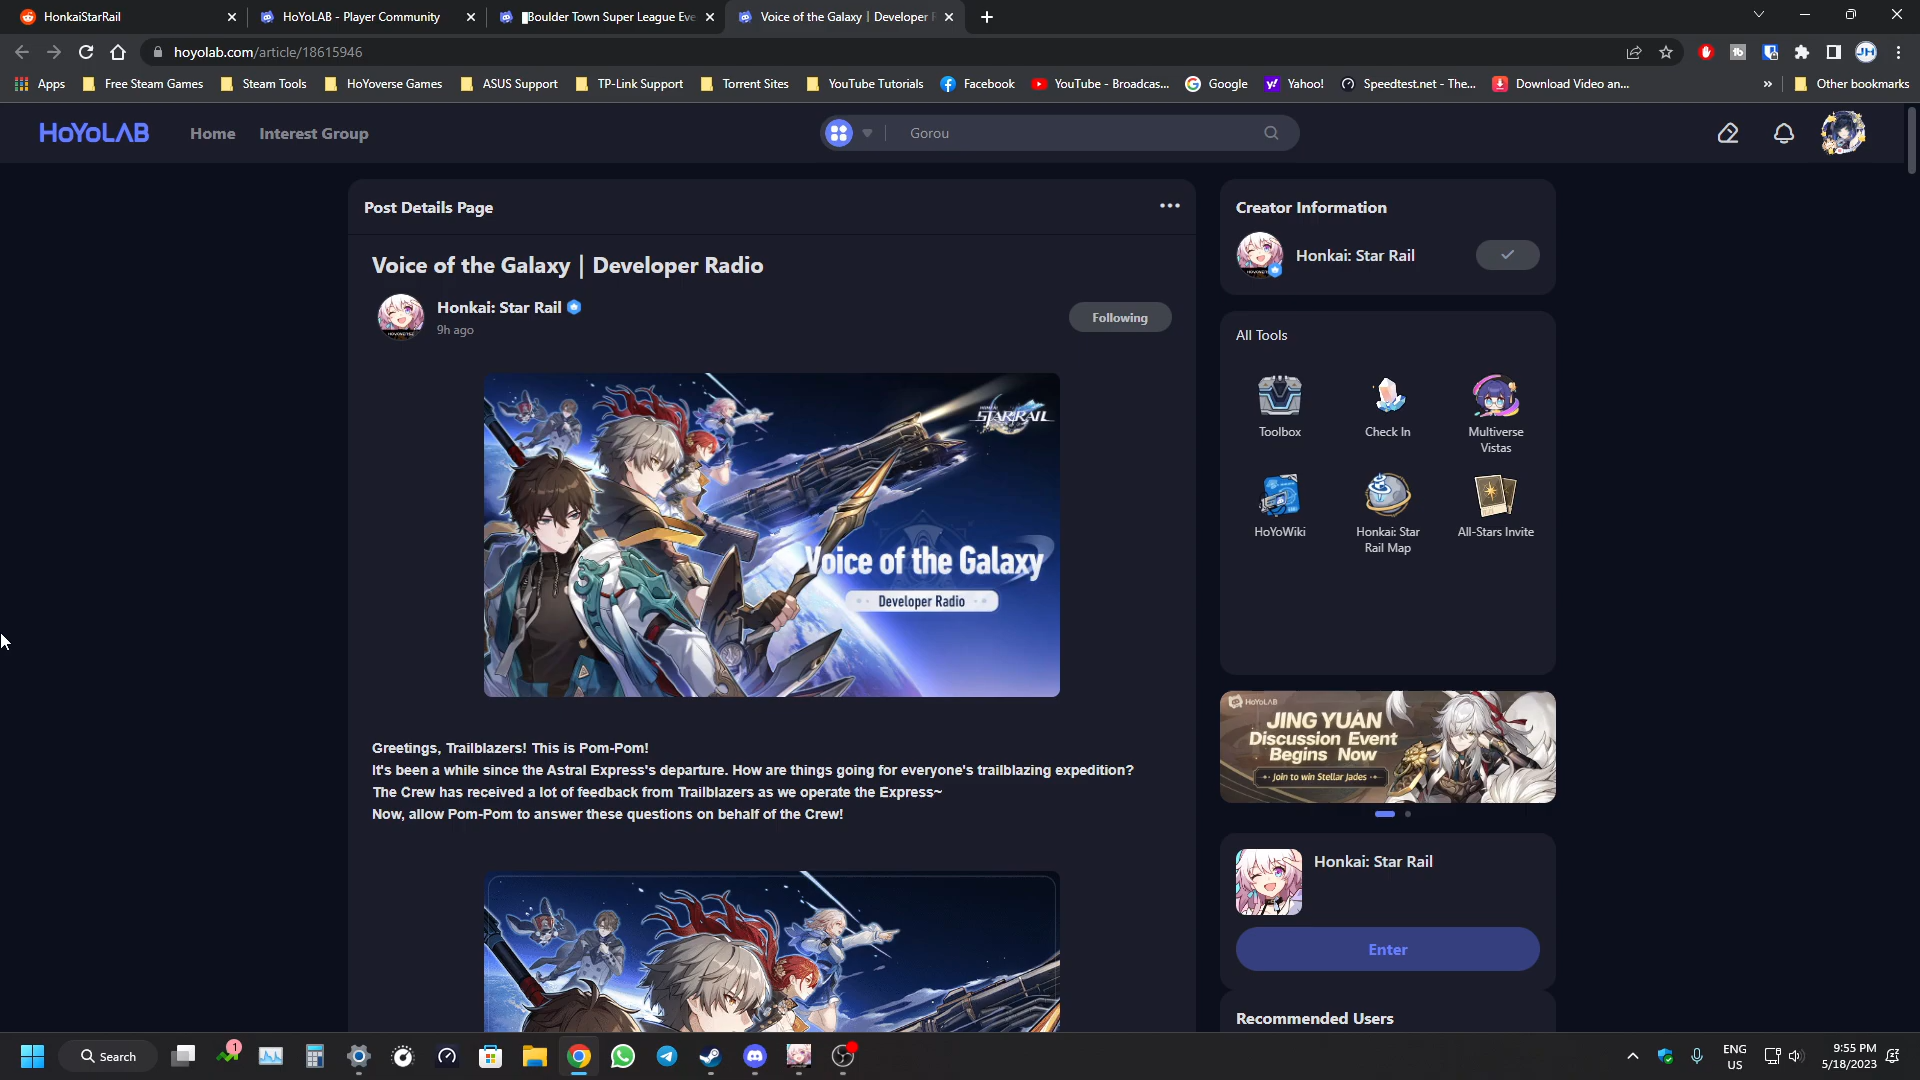 HonkaiStarRail
HoYoLAB - Player Community
Boulder Town Super League Eve
Voice of the Galaxy | Developer
hoyolab.com/article/18615946
JH
Apps
Free Steam Games
Steam Tools
HoYoverse Games
ASUS Support
TP-Link Support
Torrent Sites
YouTube Tutorials
Facebook
YouTube - Broadcas...
Google
Yahoo!
Speedtest.net - The...
Download Video an...
Other bookmarks
HoYoLAB
Home
Interest Group
Gorou
Post Details Page
Voice of the Galaxy | Developer Radio
Honkai: Star Rail
9h ago
Following
HONKAI
STAR RAIL
Voice of the Galaxy
Developer Radio
Greetings, Trailblazers! This is Pom-Pom!
It's been a while since the Astral Express's departure. How are things going for everyone's trailblazing expedition?
The Crew has received a lot of feedback from Trailblazers as we operate the Express~
Now, allow Pom-Pom to answer these questions on behalf of the Crew!
Creator Information
Honkai: Star Rail
All Tools
Toolbox
Check In
Multiverse
Vistas
HoYoWiki
Honkai: Star
Rail Map
All-Stars Invite
HoYoLAB
JING YUAN
Discussion Event
Begins Now
Join to win Stellar Jades
Honkai: Star Rail
Enter
Recommended Users
Search
1
ENG
US
9:55 PM
5/18/2023